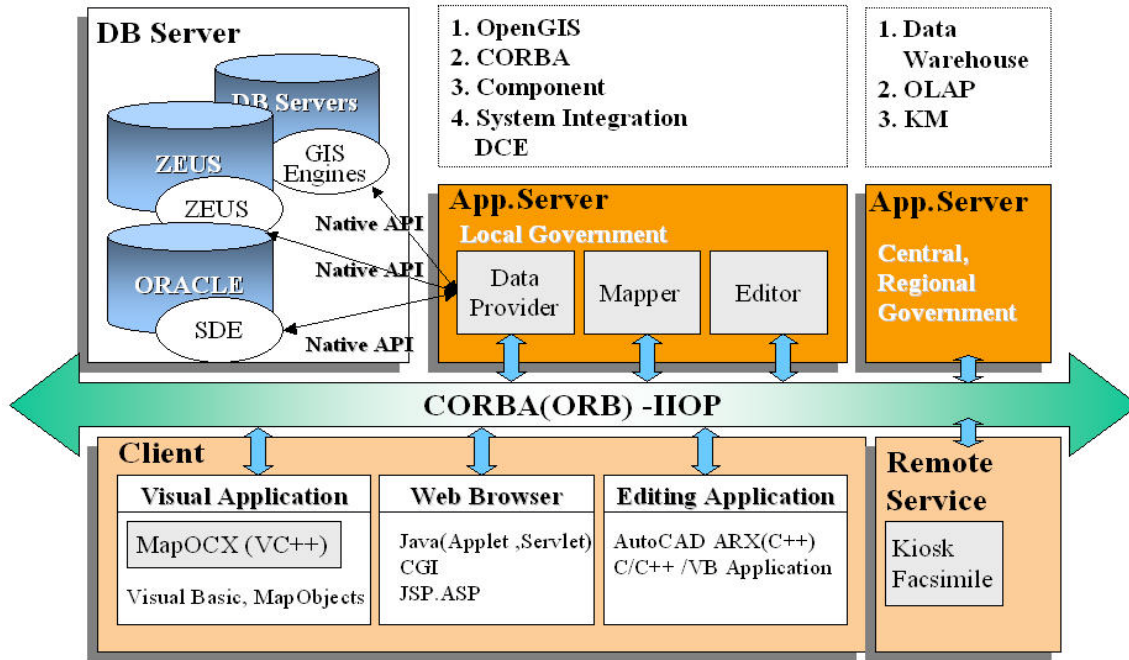 DB Server
DB Servers
GIS
Engines
ZEUS
ZEUS
ORACLE
SDE
Native API
Native API
Native API
1. OpenGIS
2. CORBA
3. Component
4. System Integration
DCE
1. Data
Warehouse
2. OLAP
3. KM
App.Server
Local Government
Data
Provider
Mapper
Editor
App.Server
Central,
Regional
Government
CORBA(ORB) -IIOP
Client
Visual Application
MapOCX (VC++)
Visual Basic, MapObjects
Web Browser
Java(Applet ,Servlet)
CGI
JSP.ASP
Editing Application
AutoCAD ARX(C++)
C/C++ /VB Application
Remote
Service
Kiosk
Facsimile